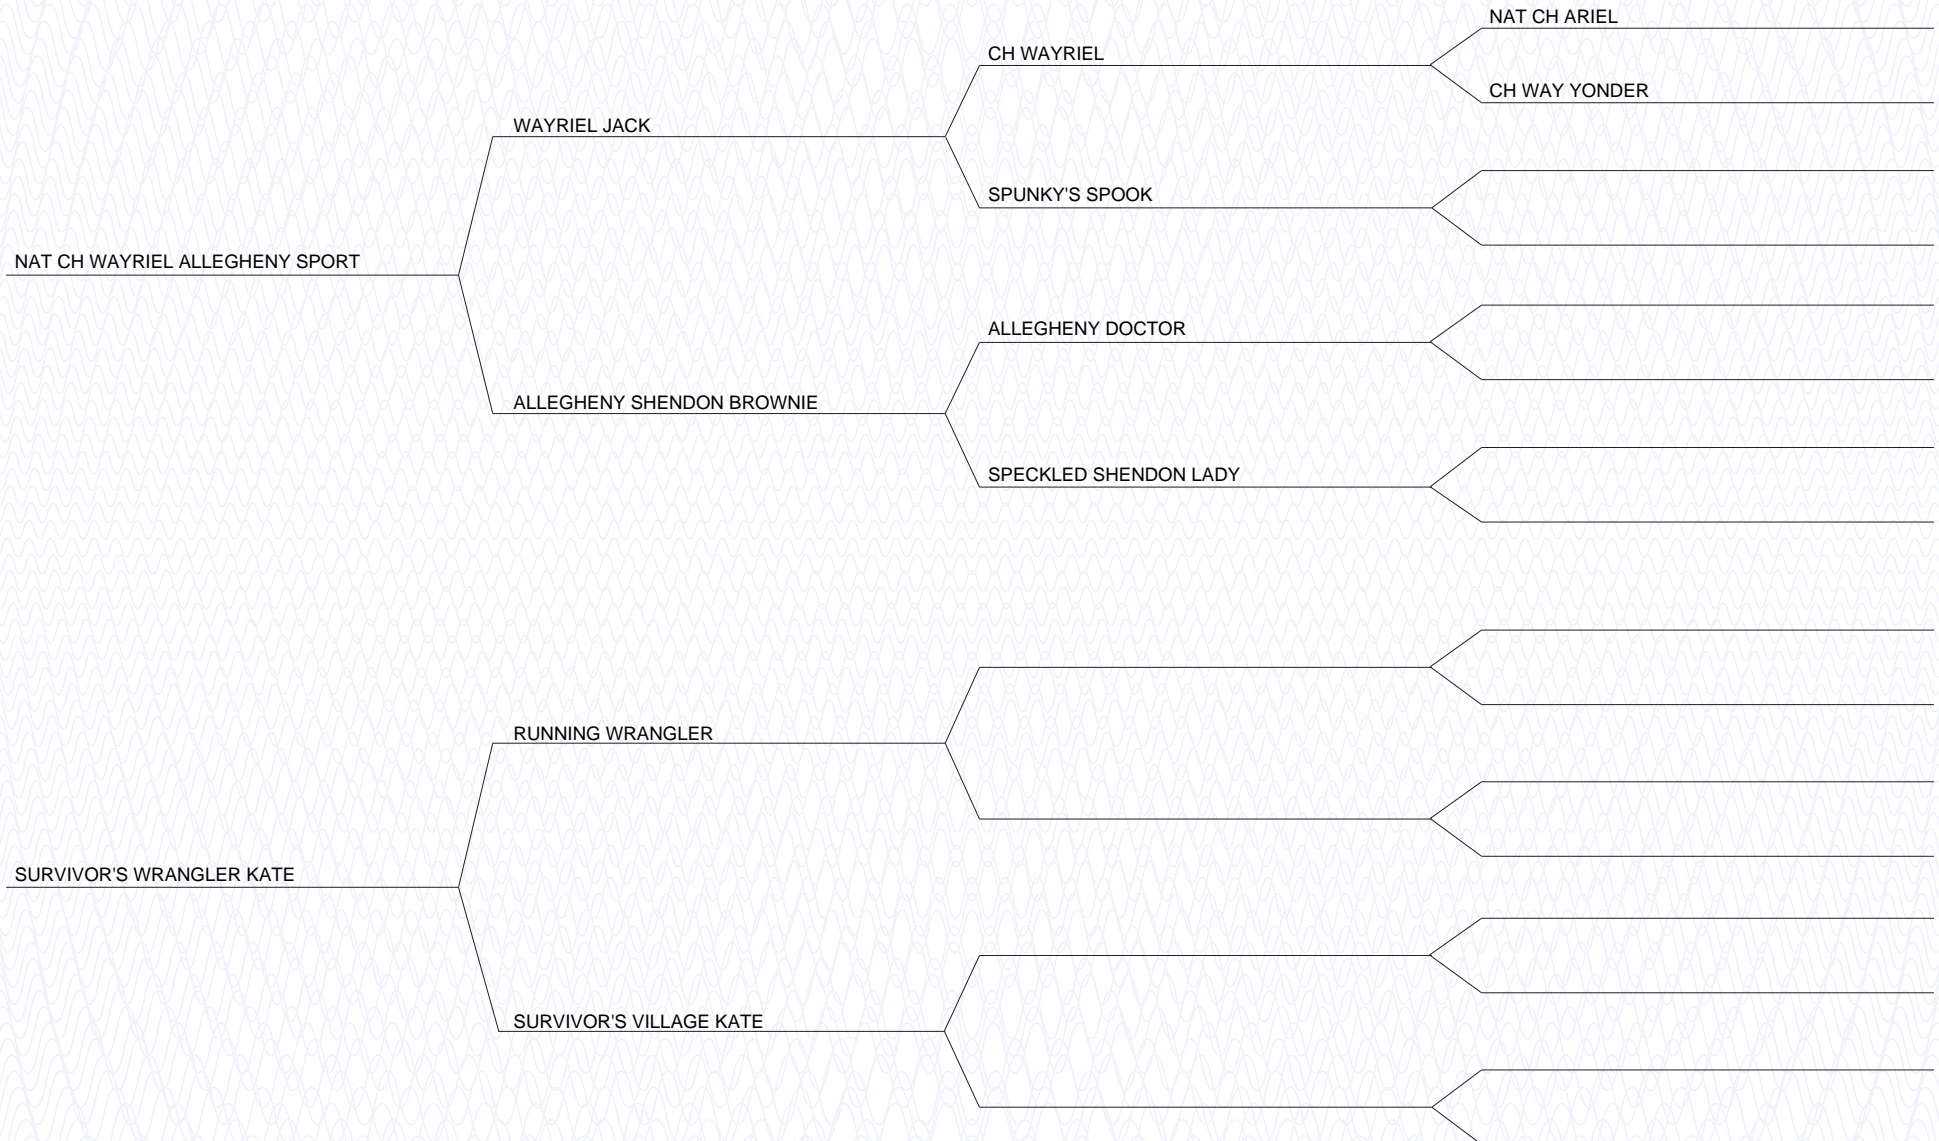 NAT CH ARIEL
CH WAYRIEL
CH WAY YONDER
WAYRIEL JACK
SPUNKY'S SPOOK
NAT CH WAYRIEL ALLEGHENY SPORT
ALLEGHENY DOCTOR
ALLEGHENY SHENDON BROWNIE
SPECKLED SHENDON LADY
RUNNING WRANGLER
SURVIVOR'S WRANGLER KATE
SURVIVOR'S VILLAGE KATE